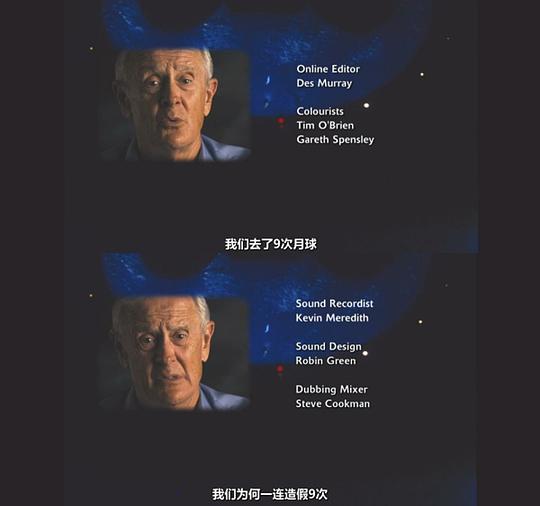 Online Editor
Des Murray
Colourists
Tim O'Brien
Gareth Spensley
我们去了9次月球
Sound Recordist
Kevin Meredith
Sound Design
Robin Green
Dubbing Mixer
Steve Cookman
我们为何一连造假9次